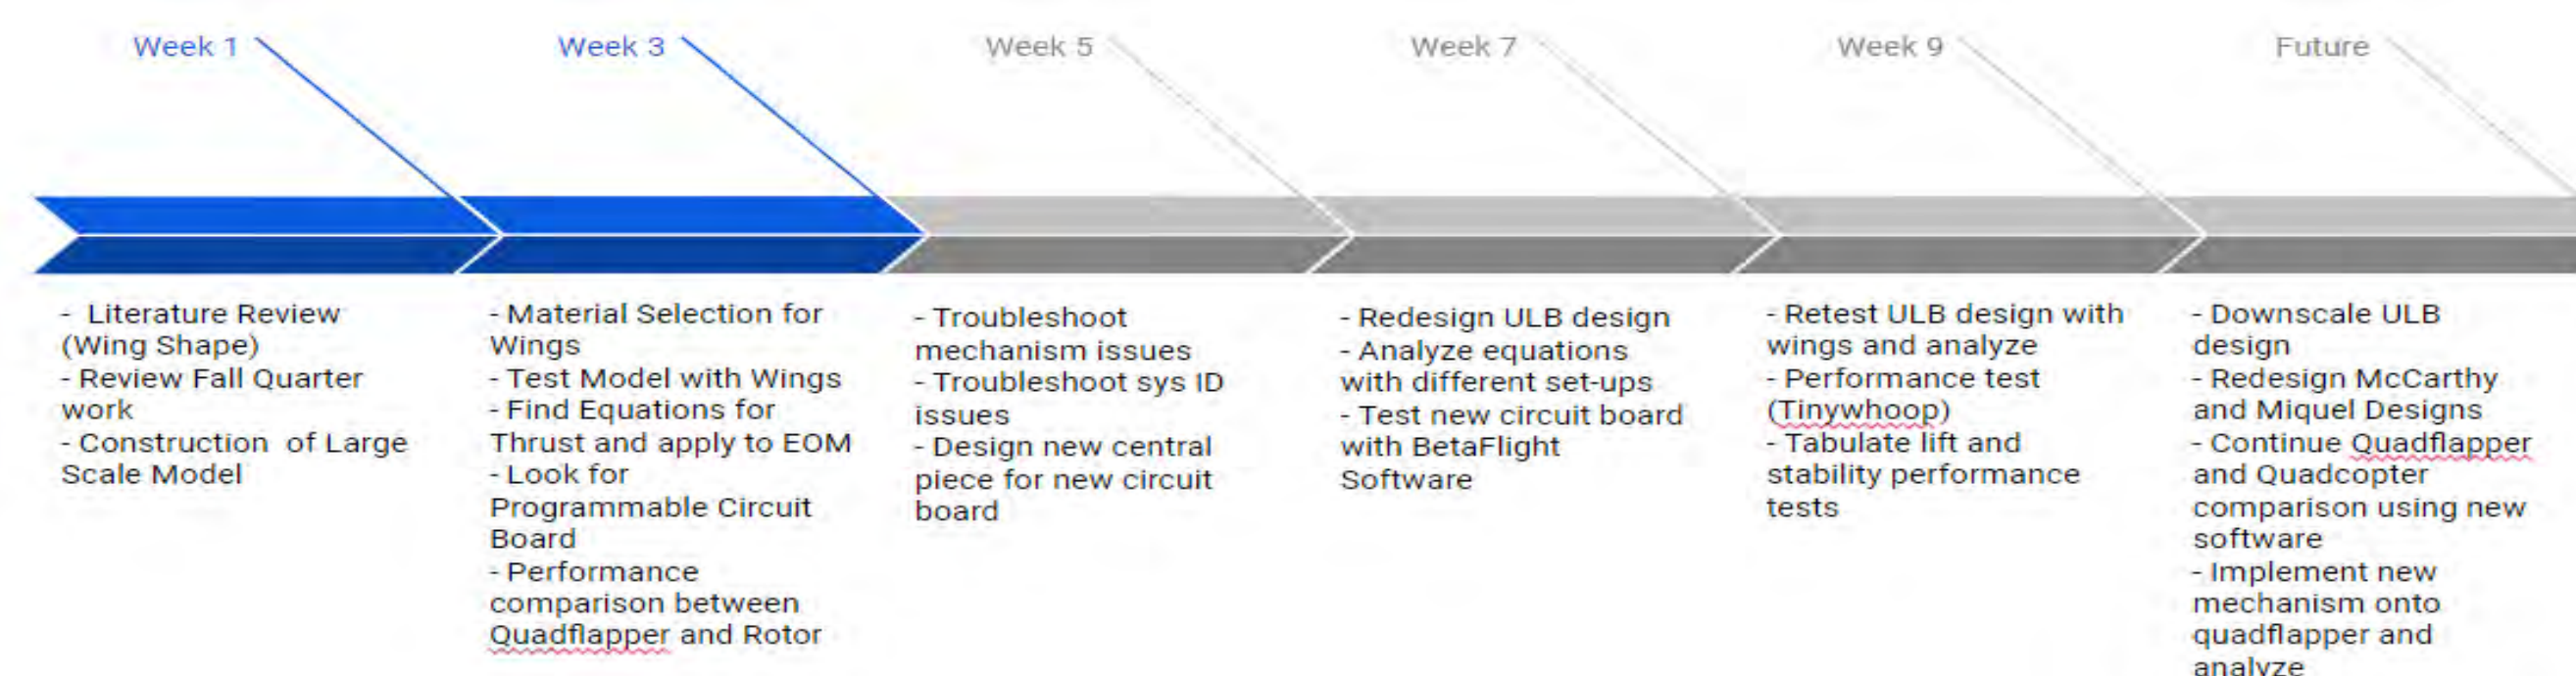 Week 1
Week 3
Week 5
Week 7
Week 9
Future
-  Literature Review
(Wing Shape)
- Review Fall Quarter
work
- Construction  of Large
Scale Model
- Material Selection for
Wings
- Test Model with Wings
- Find Equations for
Thrust and apply to EOM
- Look for
Programmable Circuit
Board
- Performance
comparison between
Quadflapper and Rotor
- Troubleshoot
mechanism issues
- Troubleshoot sys ID
issues
- Design new central
piece for new circuit
board
- Redesign ULB design
- Analyze equations
with different set-ups
- Test new circuit board
with BetaFlight
Software
- Retest ULB design with
wings and analyze
- Performance test
(Tinywhoop)
- Tabulate lift and
stability performance
tests
- Downscale ULB
design
- Redesign McCarthy
and Miquel Designs
- Continue Quadflapper
and Quadcopter
comparison using new
software
- Implement new
mechanism onto
quadflapper and
analyze